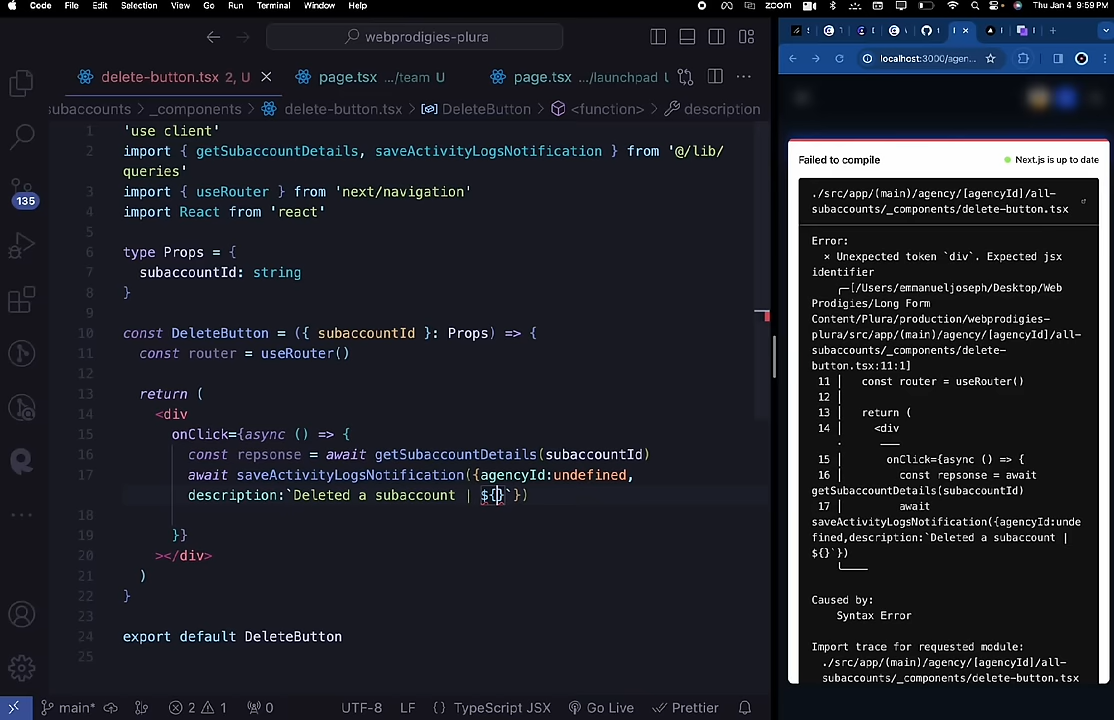 Code File Edit Selection View Go Run Terminal Window Help zoom Thu Jan 4 9:59 PM
webprodigies-plura
delete-button.tsx 2, U page.tsx .../team U page.tsx .../launchpad
subaccounts > _components > delete-button.tsx > DeleteButton > <function> > description
1 'use client'
2 import { getSubaccountDetails, saveActivityLogsNotification } from '@/lib/
queries'
3 import { useRouter } from 'next/navigation'
4 import React from 'react'
5
6 type Props = {
7 subaccountId: string
8 }
9
10 const DeleteButton = ({ subaccountId }: Props) => {
11 const router = useRouter()
12
13 return (
14 <div
15 onClick={async () => {
16 const repsonse = await getSubaccountDetails(subaccountId)
17 await saveActivityLogsNotification({agencyId:undefined,
description:`Deleted a subaccount | ${}`})
18
19 }}
20 ></div>
21 )
22 }
23
24 export default DeleteButton
25
135
main* 2 1 0 UTF-8 LF {} TypeScript JSX Go Live Prettier
localhost:3000/agen...
Failed to compile
Next.js is up to date
./src/app/(main)/agency/[agencyId]/all-
subaccounts/_components/delete-button.tsx
Error:
× Unexpected token `div`. Expected jsx
identifier
╭─[/Users/emmanueljoseph/Desktop/Web
Prodigies/Long Form
Content/Plura/production/webprodigies-
plura/src/app/(main)/agency/[agencyId]/all-
subaccounts/_components/delete-
button.tsx:11:1]
11 │ const router = useRouter()
12 │
13 │ return (
14 │ <div
· ───
15 │ onClick={async () => {
16 │ const repsonse = await
getSubaccountDetails(subaccountId)
17 │ await
saveActivityLogsNotification({agencyId:unde
fined,description:`Deleted a subaccount |
${}`})
╰────
Caused by:
Syntax Error
Import trace for requested module:
./src/app/(main)/agency/[agencyId]/all-
subaccounts/_components/delete-button.tsx